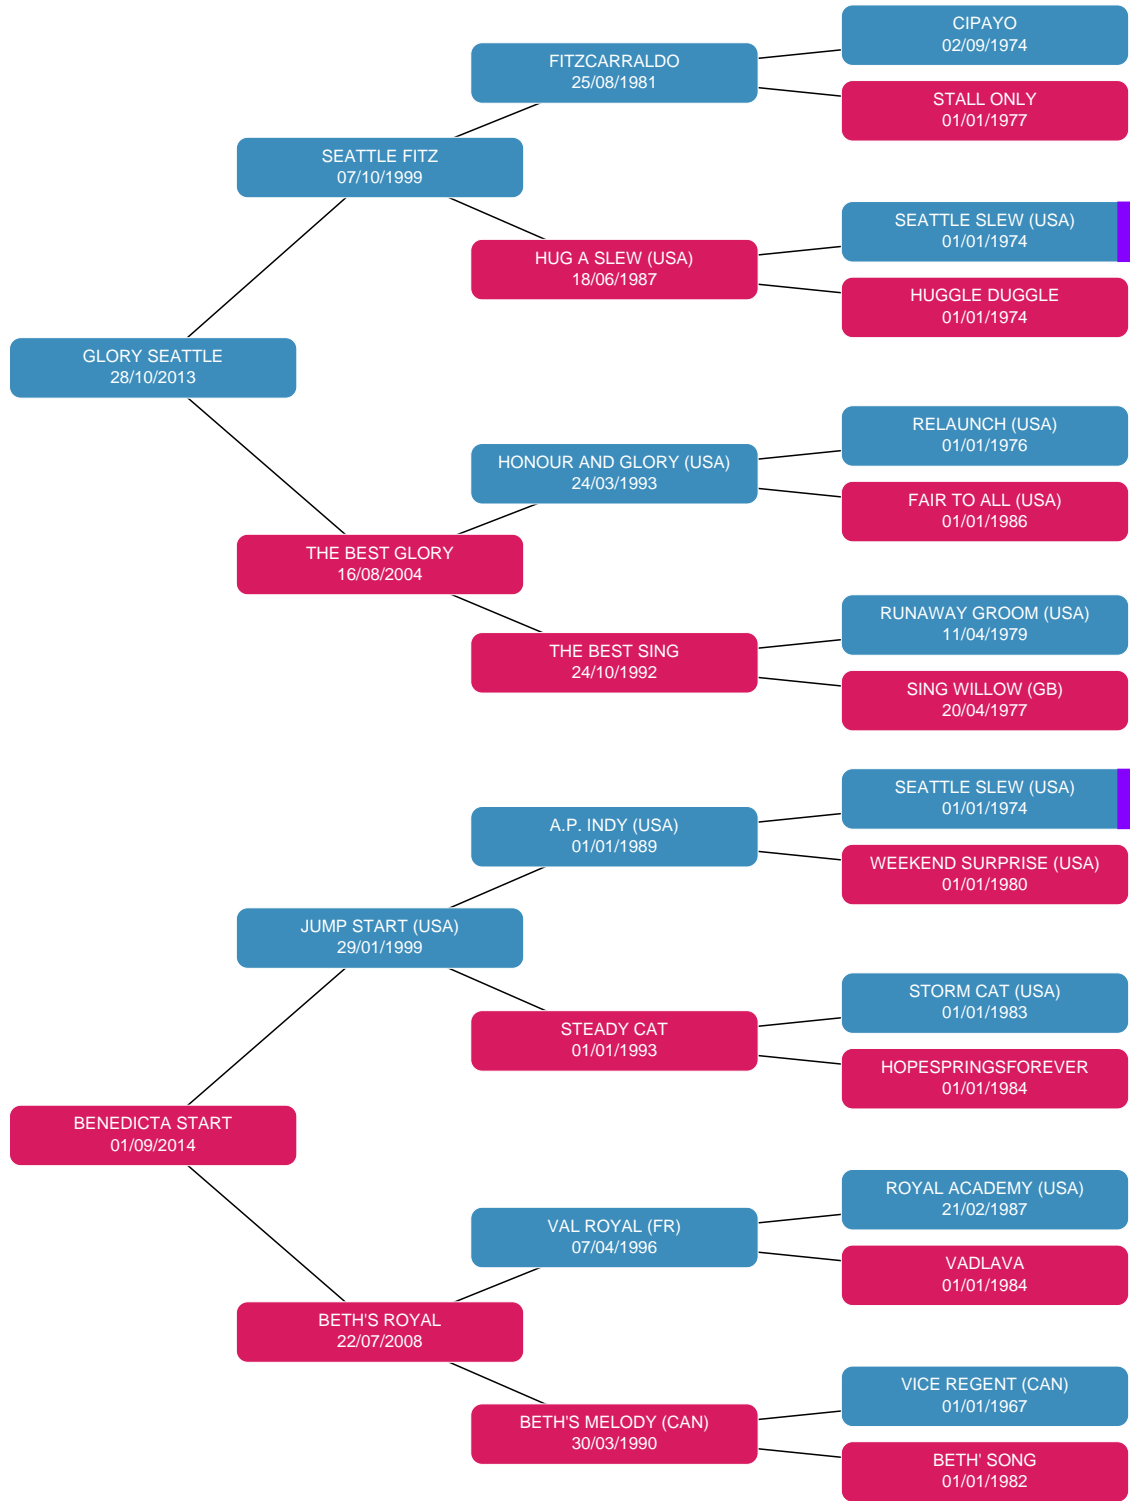 CIPAYO
02/09/1974
FITZCARRALDO
25/08/1981
STALL ONLY
01/01/1977
SEATTLE FITZ
07/10/1999
SEATTLE SLEW (USA)
01/01/1974
HUG A SLEW (USA)
18/06/1987
HUGGLE DUGGLE
01/01/1974
GLORY SEATTLE
28/10/2013
RELAUNCH (USA)
01/01/1976
HONOUR AND GLORY (USA)
24/03/1993
FAIR TO ALL (USA)
01/01/1986
THE BEST GLORY
16/08/2004
RUNAWAY GROOM (USA)
11/04/1979
THE BEST SING
24/10/1992
SING WILLOW (GB)
20/04/1977
SEATTLE SLEW (USA)
01/01/1974
A.P. INDY (USA)
01/01/1989
WEEKEND SURPRISE (USA)
01/01/1980
JUMP START (USA)
29/01/1999
STORM CAT (USA)
01/01/1983
STEADY CAT
01/01/1993
HOPESPRINGSFOREVER
01/01/1984
BENEDICTA START
01/09/2014
ROYAL ACADEMY (USA)
21/02/1987
VAL ROYAL (FR)
07/04/1996
VADLAVA
01/01/1984
BETH'S ROYAL
22/07/2008
VICE REGENT (CAN)
01/01/1967
BETH'S MELODY (CAN)
30/03/1990
BETH' SONG
01/01/1982